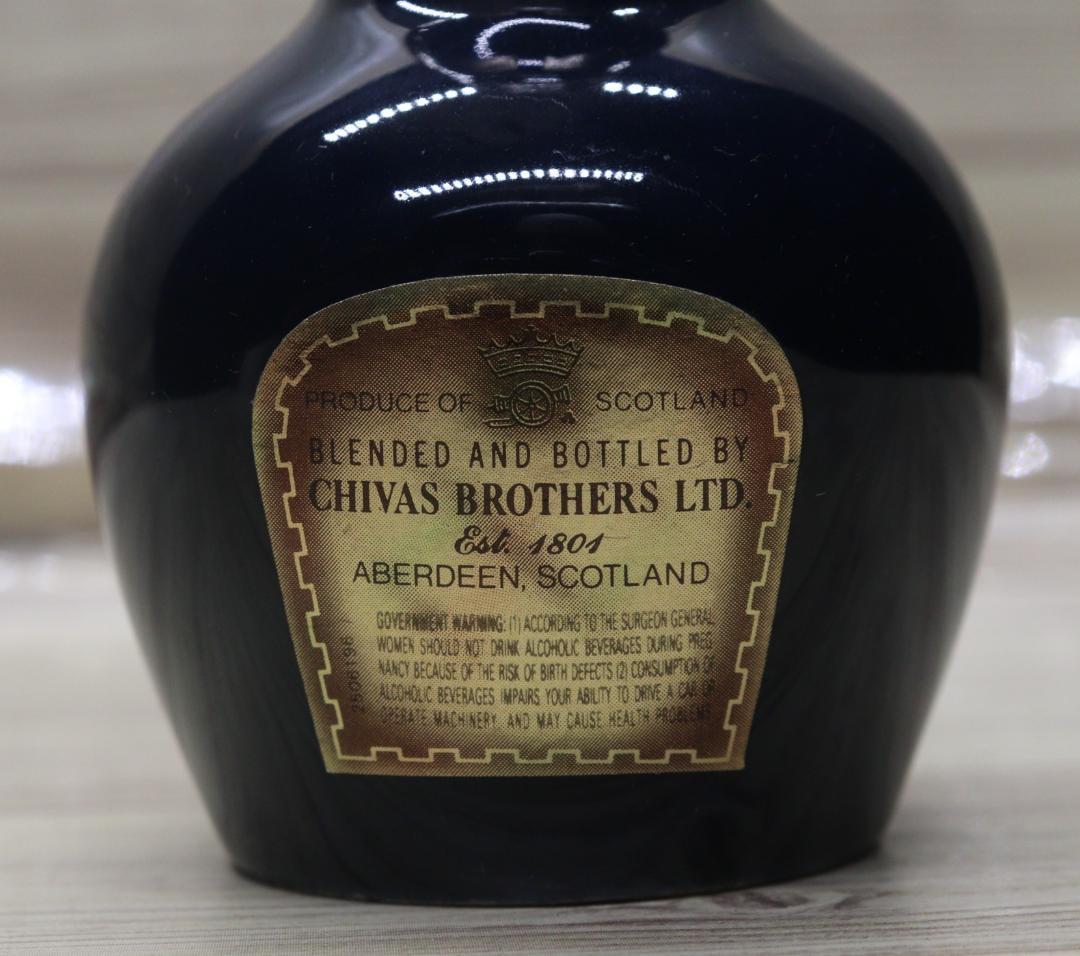 PRODUCE OF SCOTLAND
BLENDED AND BOTTLED BY
CHIVAS BROTHERS LTD.
Est. 1801
ABERDEEN, SCOTLAND
GOVERNMENT WARNING: (1) ACCORDING TO THE SURGEON GENERAL
WOMEN SHOULD NOT DRINK ALCOHOLIC BEVERAGES DURING PREG
NANCY BECAUSE OF THE RISK OF BIRTH DEFECTS (2) CONSUMPTION OF
ALCOHOLIC BEVERAGES IMPAIRS YOUR ABILITY TO DRIVE A CAR OR
OPERATE MACHINERY, AND MAY CAUSE HEALTH PROBLEMS